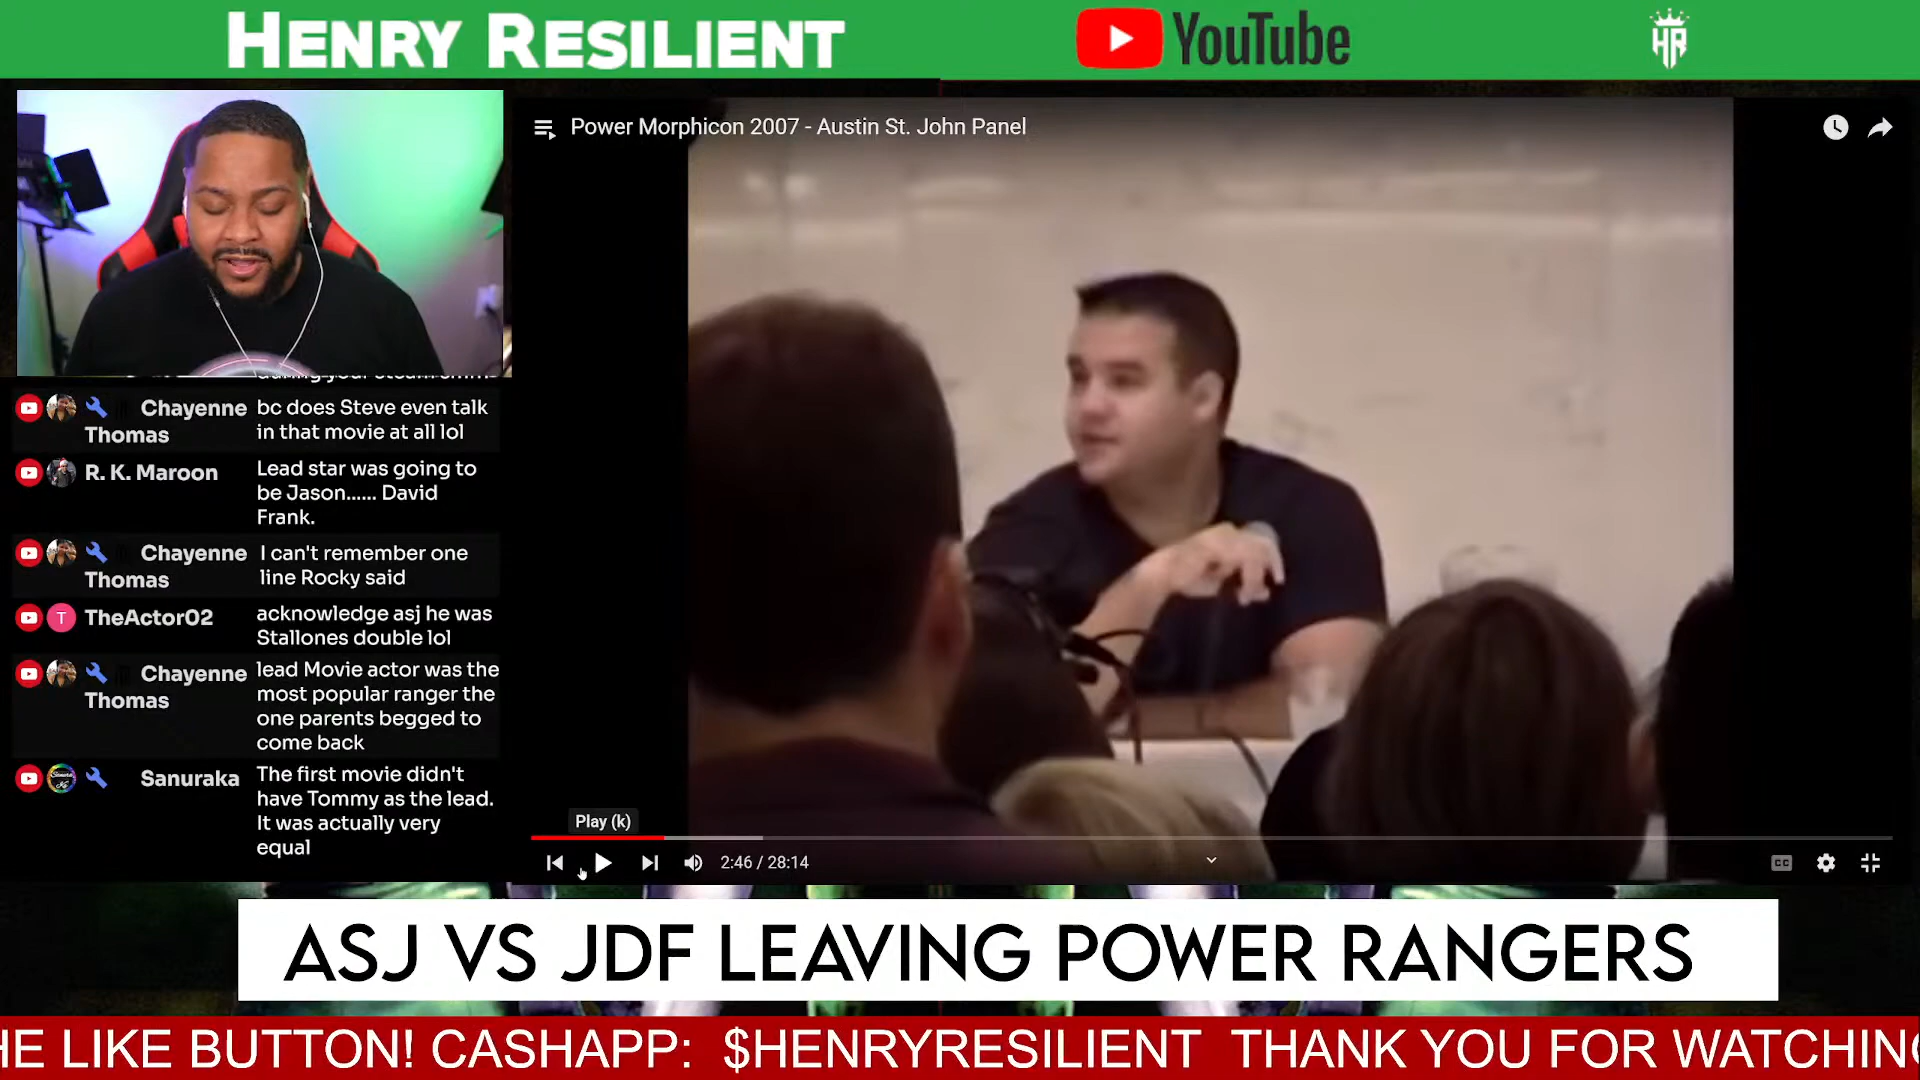 HENRY RESILIENT
YouTube
HR
Power Morphicon 2007 - Austin St. John Panel
Chayenne Thomas
bc does Steve even talk
in that movie at all lol
R. K. Maroon
Lead star was going to
be Jason...... David
Frank.
Chayenne Thomas
I can't remember one
line Rocky said
T
TheActor02
acknowledge asj he was
Stallones double lol
Chayenne Thomas
lead Movie actor was the
most popular ranger the
one parents begged to
come back
Sanuraka
The first movie didn't
have Tommy as the lead.
It was actually very
equal
Play (k)
2:46 / 28:14
CC
ASJ VS JDF LEAVING POWER RANGERS
HE LIKE BUTTON! CASHAPP: $HENRYRESILIENT THANK YOU FOR WATCHING